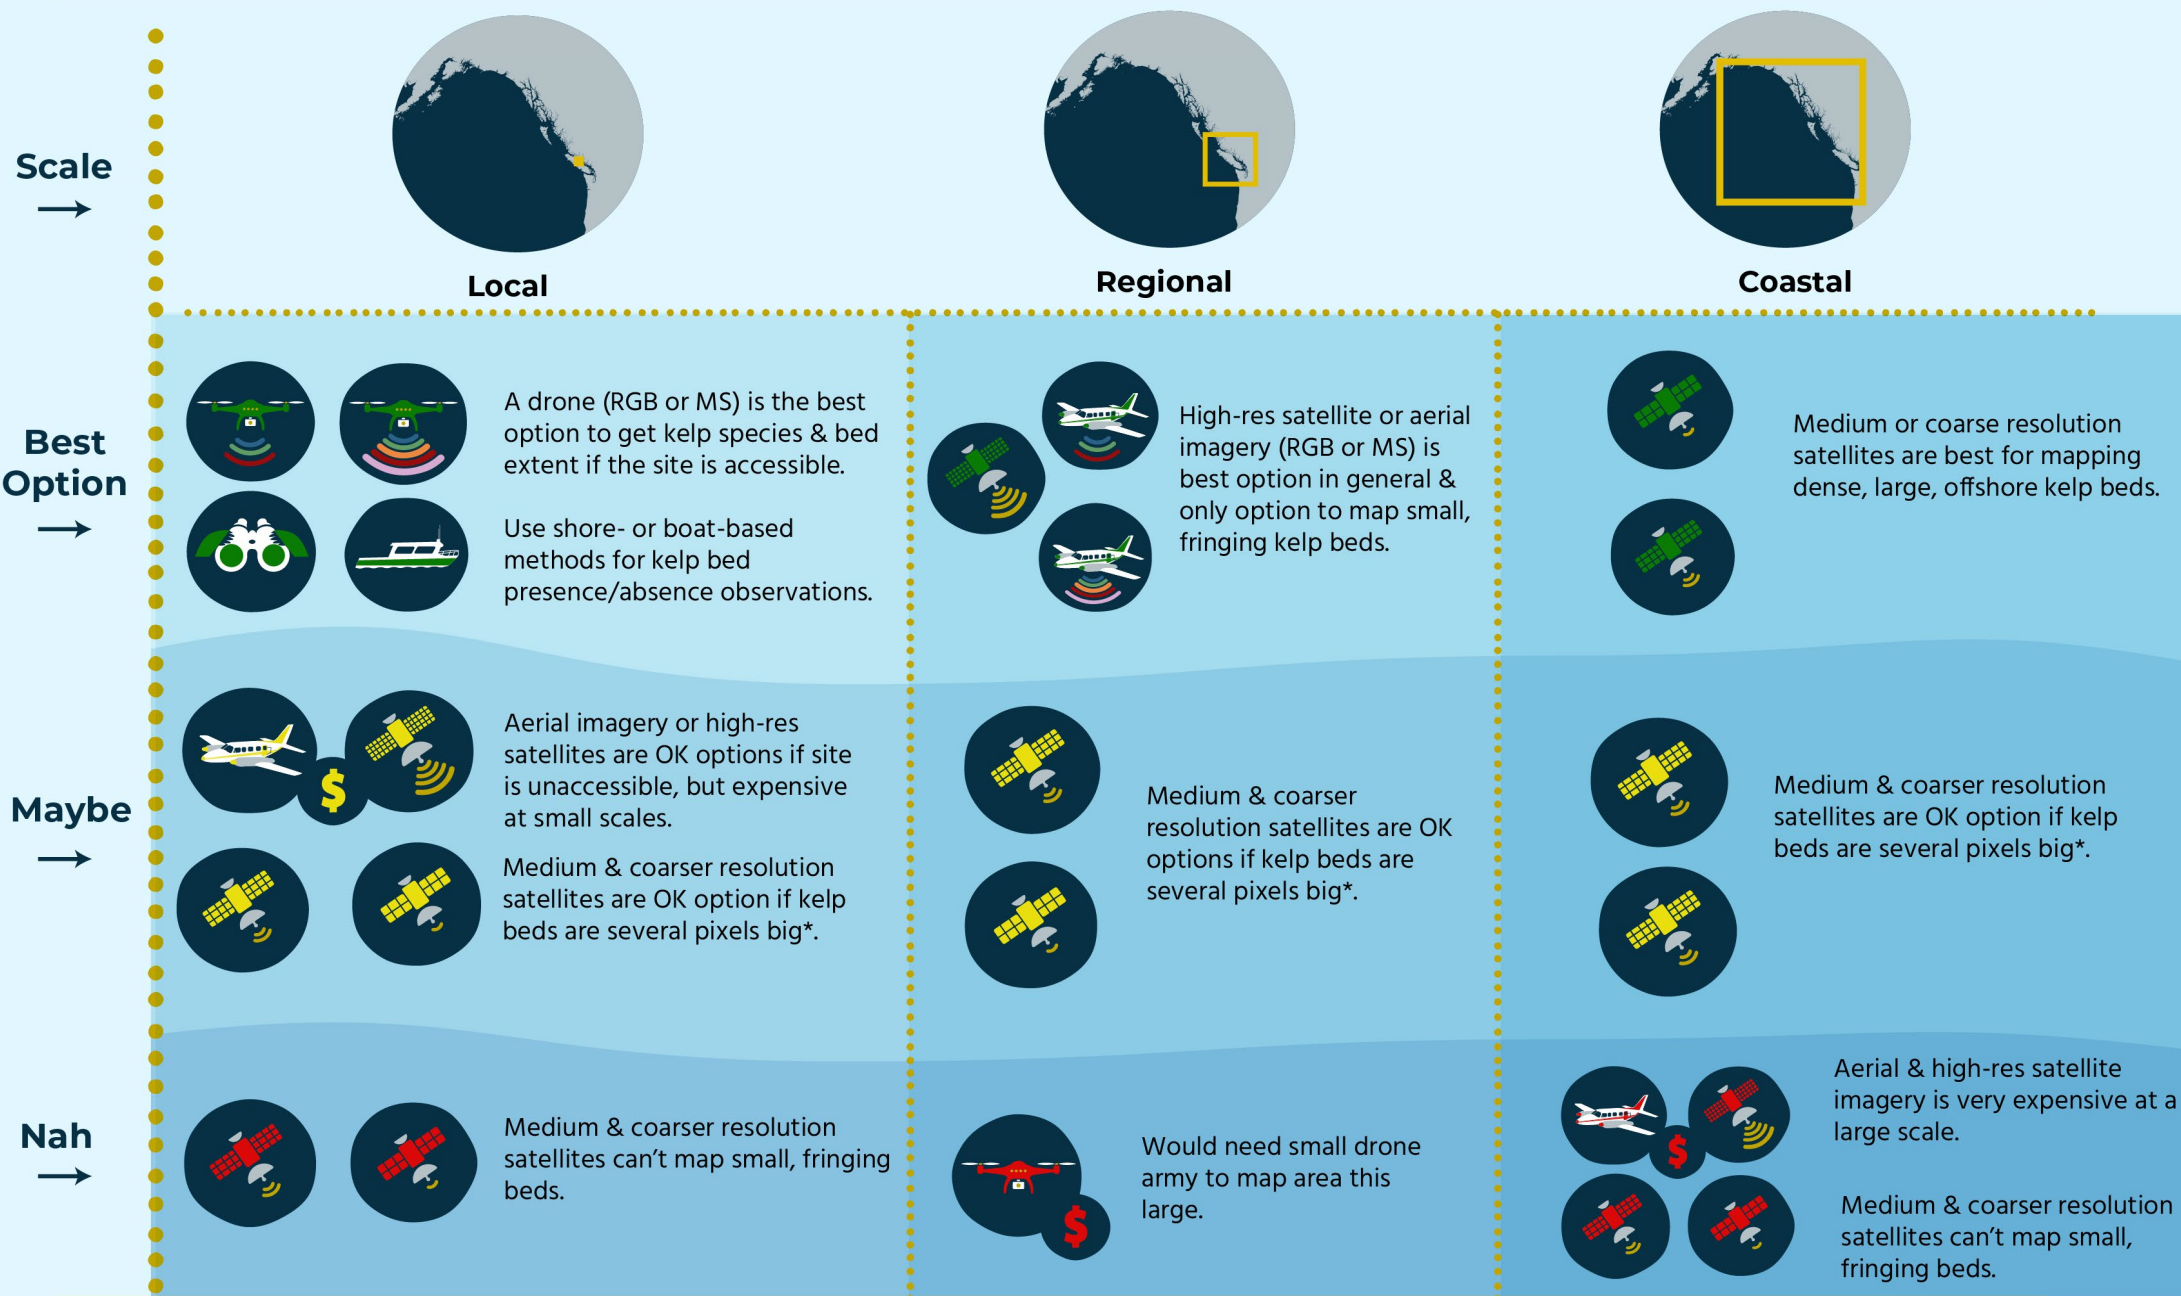 Scale
Local
Regional
Coastal
Best
Option
A drone (RGB or MS) is the best
option to get kelp species & bed
extent if the site is accessible.
Use shore- or boat-based
methods for kelp bed
presence/absence observations.
High-res satellite or aerial
imagery (RGB or MS) is
best option in general &
only option to map small,
fringing kelp beds.
Medium or coarse resolution
satellites are best for mapping
dense, large, offshore kelp beds.
Maybe
$
Aerial imagery or high-res
satellites are OK options if site
is unaccessible, but expensive
at small scales.
Medium & coarser resolution
satellites are OK option if kelp
beds are several pixels big*.
Medium & coarser
resolution satellites are OK
options if kelp beds are
several pixels big*.
Medium & coarser resolution
satellites are OK option if kelp
beds are several pixels big*.
Nah
Medium & coarser resolution
satellites can't map small, fringing
beds.
$
Would need small drone
army to map area this
large.
$
Aerial & high-res satellite
imagery is very expensive at a
large scale.
Medium & coarser resolution
satellites can't map small,
fringing beds.